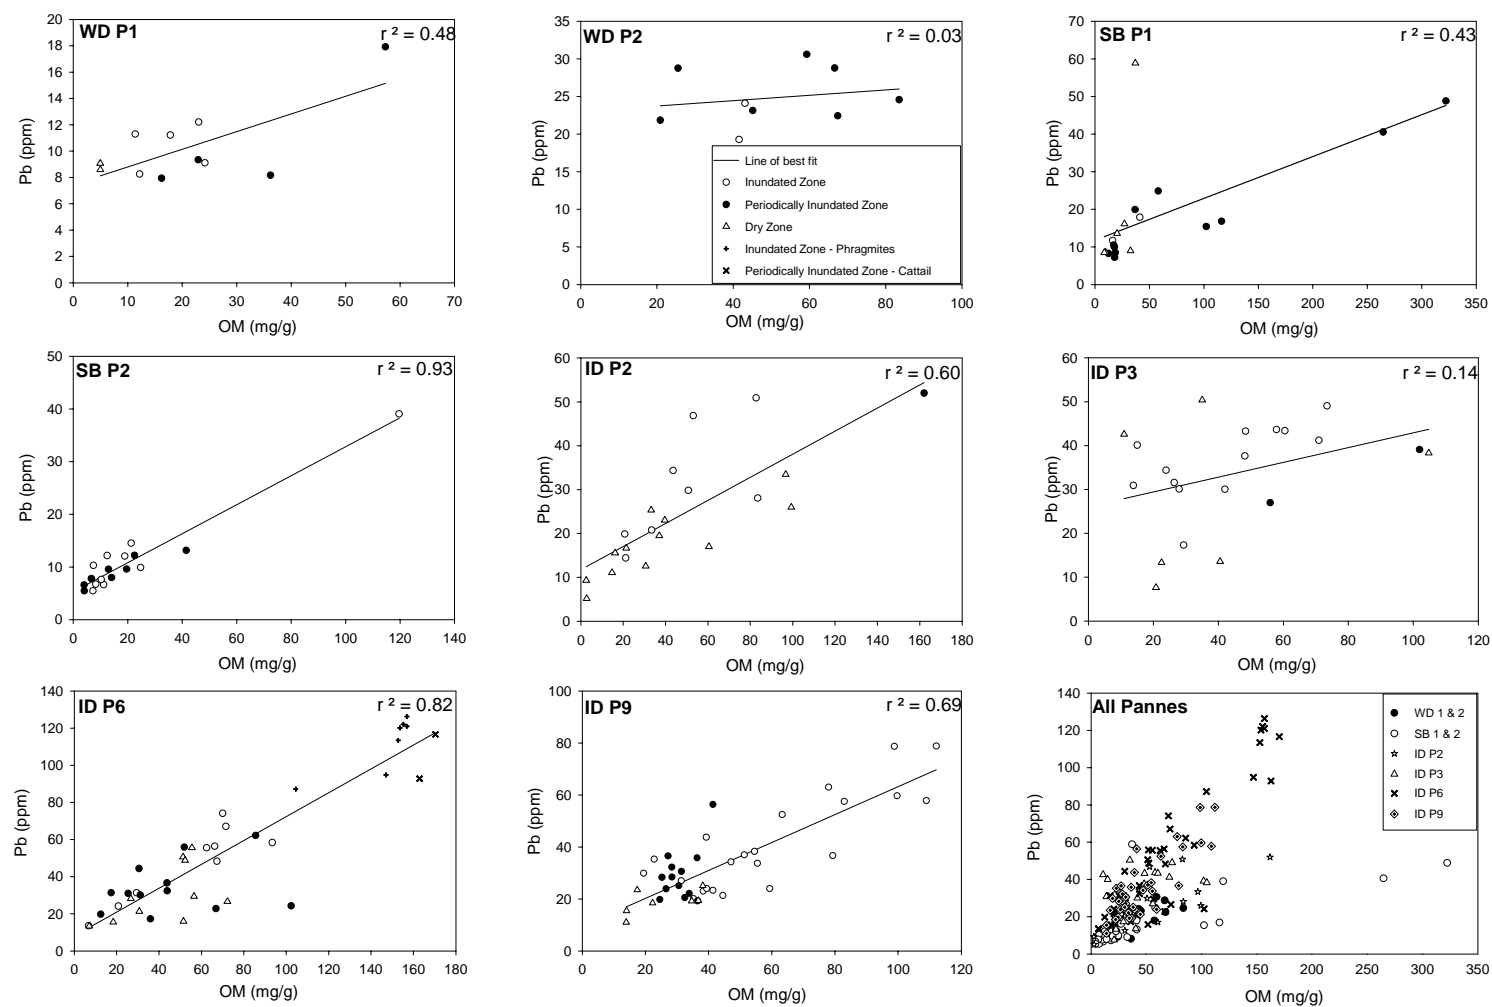 WD P1
r ² = 0.48
Pb (ppm)
20
18
16
14
12
10
8
6
4
2
0
0 10 20 30 40 50 60 70
OM (mg/g)
WD P2
r ² = 0.03
Pb (ppm)
35
30
25
20
15
10
5
0
0 20 40 60 80 100
OM (mg/g)
Line of best fit
Inundated Zone
Periodically Inundated Zone
Dry Zone
Inundated Zone - Phragmites
Periodically Inundated Zone - Cattail
SB P1
r ² = 0.43
Pb (ppm)
70
60
50
40
30
20
10
0
0 50 100 150 200 250 300 350
OM (mg/g)
SB P2
r ² = 0.93
Pb (ppm)
50
40
30
20
10
0
0 20 40 60 80 100 120 140
OM (mg/g)
ID P2
r ² = 0.60
Pb (ppm)
60
50
40
30
20
10
0
0 20 40 60 80 100 120 140 160 180
OM (mg/g)
ID P3
r ² = 0.14
Pb (ppm)
60
50
40
30
20
10
0
0 20 40 60 80 100 120
OM (mg/g)
ID P6
r ² = 0.82
Pb (ppm)
140
120
100
80
60
40
20
0
0 20 40 60 80 100 120 140 160 180
OM (mg/g)
ID P9
r ² = 0.69
Pb (ppm)
100
80
60
40
20
0
0 20 40 60 80 100 120
OM (mg/g)
All Pannes
Pb (ppm)
140
120
100
80
60
40
20
0
0 50 100 150 200 250 300 350
OM (mg/g)
WD 1 & 2
SB 1 & 2
ID P2
ID P3
ID P6
ID P9